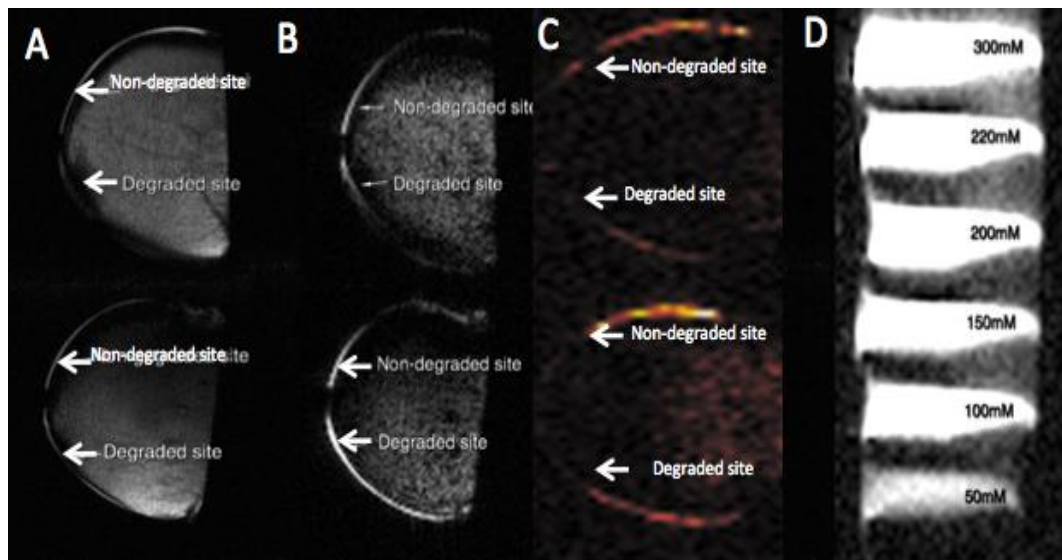 A
Non-degraded site
Degraded site
Non-degraded site
Degraded site
B
Non-degraded site
Degraded site
Non-degraded site
Degraded site
C
Non-degraded site
Degraded site
Non-degraded site
Degraded site
D
300mM
220mM
200mM
150mM
100mM
50mM